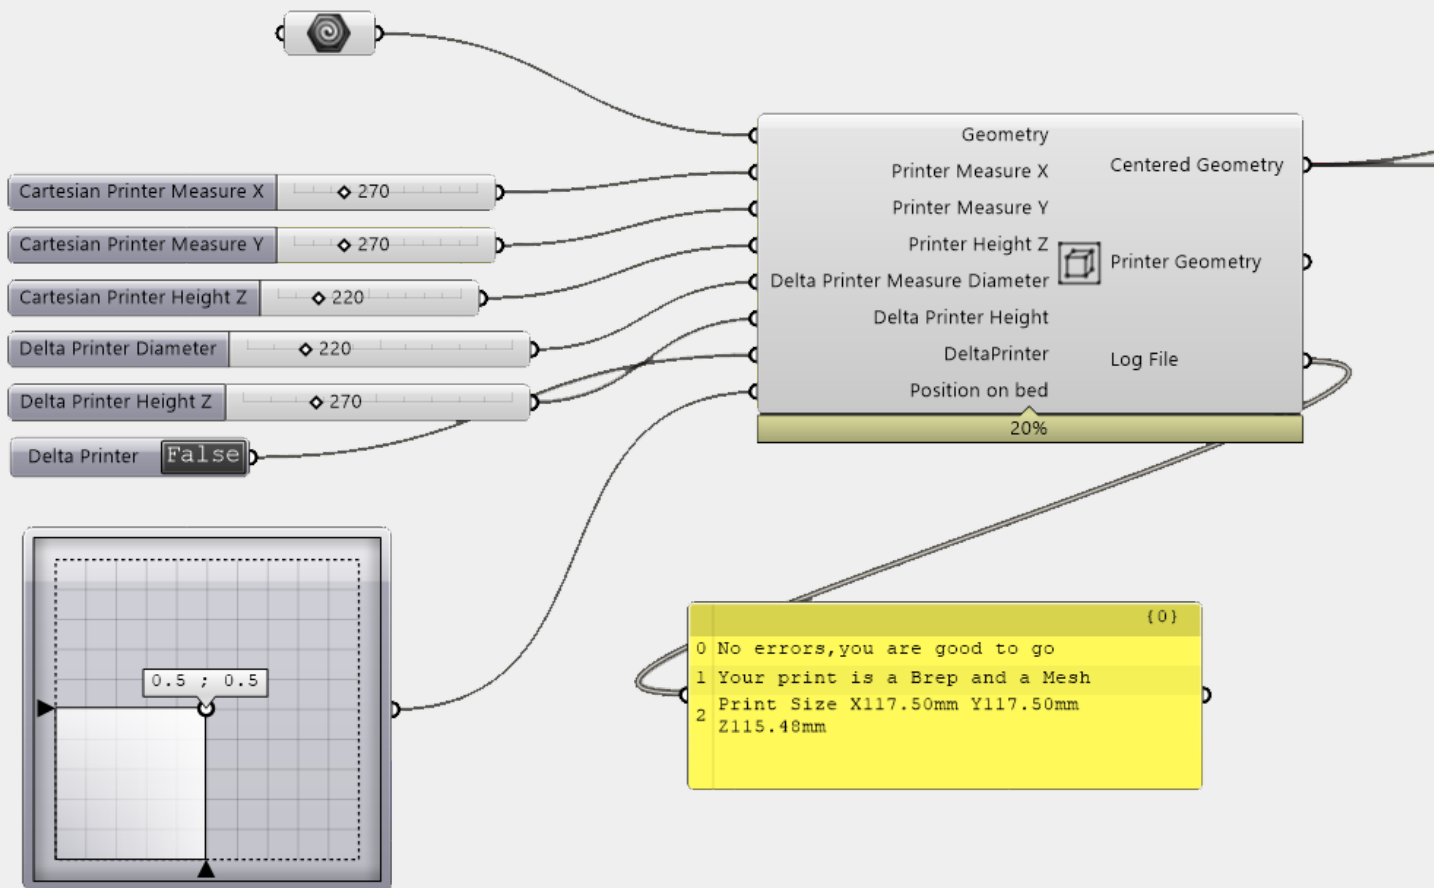 Geometry
Printer Measure X
Centered Geometry
Cartesian Printer Measure X 270
Printer Measure Y
Cartesian Printer Measure Y 270
Printer Height Z
Printer Geometry
Delta Printer Measure Diameter
Cartesian Printer Height Z 220
Delta Printer Height
Delta Printer Diameter 220
DeltaPrinter
Log File
Position on bed
Delta Printer Height Z 270
20%
Delta Printer False
{0}
0 No errors,you are good to go
1 Your print is a Brep and a Mesh
2 Print Size X117.50mm Y117.50mm
Z115.48mm
0.5 ; 0.5